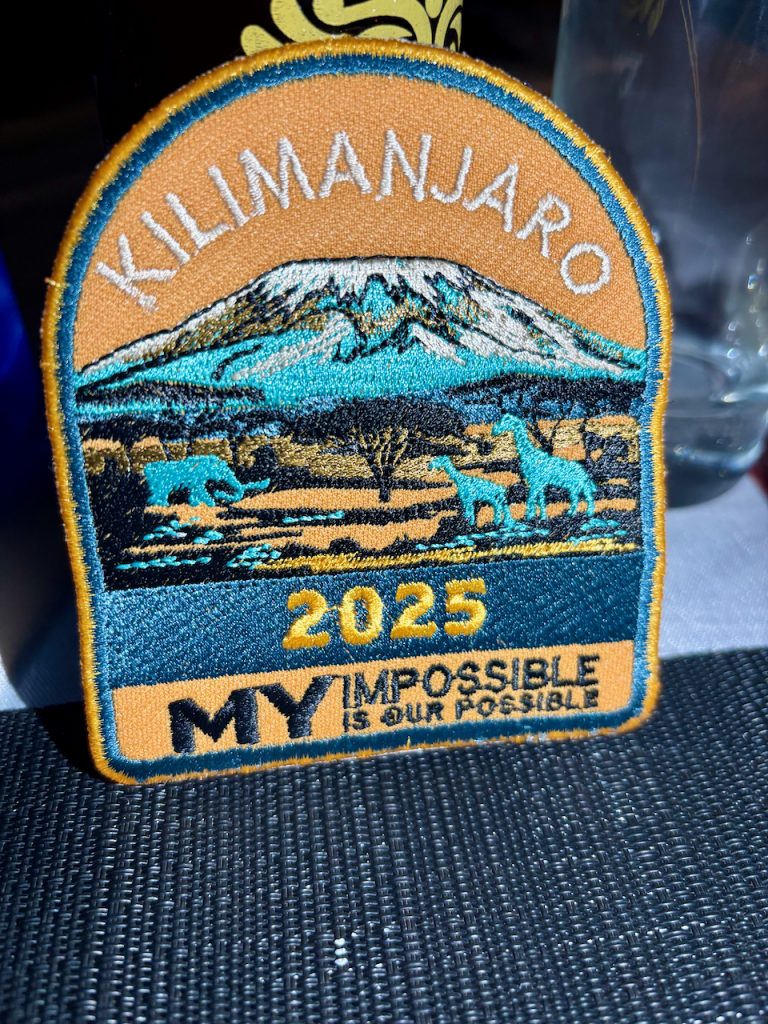 KILIMANJARO
2025
MY IMPOSSIBLE
IS OUR POSSIBLE